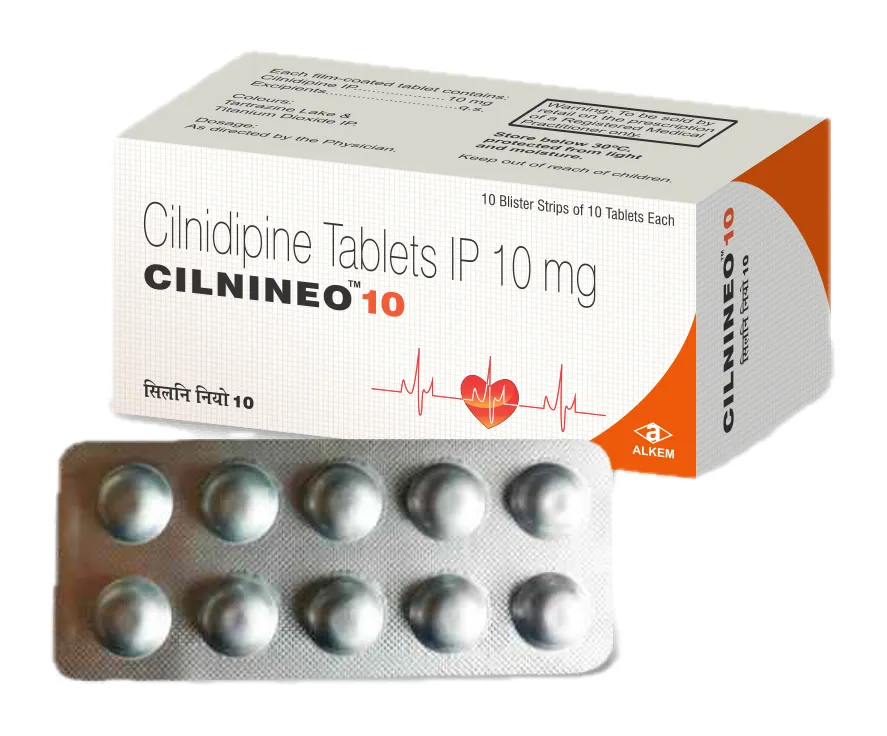 Each film-coated tablet contains:
Cilnidipine IP..........................10 mg
Excipients...............................q.s.
Colours:
Tartrazine Lake &
Titanium Dioxide IP.
Dosage:
As directed by the Physician.
Warning: To be sold by
retail on the prescription
of a Registered Medical
Practitioner only.
Store below 30°C,
protected from light
and moisture.
Keep out of reach of children.
10 Blister Strips of 10 Tablets Each
Cilnidipine Tablets IP 10 mg
CILNINEO™10
सिलनि नियो 10
a
ALKEM
CILNINEO™10
सिलनि नियो 10